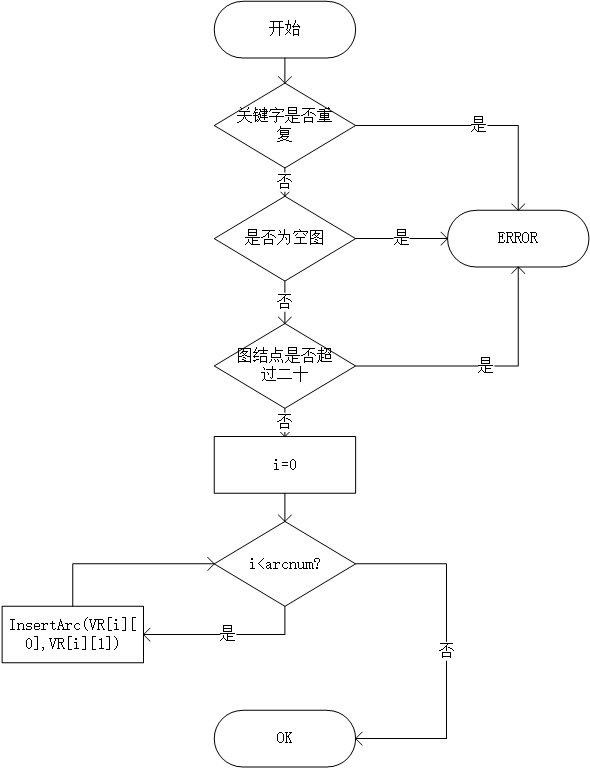 开始
关键字是否重
复
是
否
是否为空图
是
ERROR
否
图结点是否超
过二十
是
否
i=0
i<arcnum?
InsertArc(VR[i][
0],VR[i][1])
是
否
OK